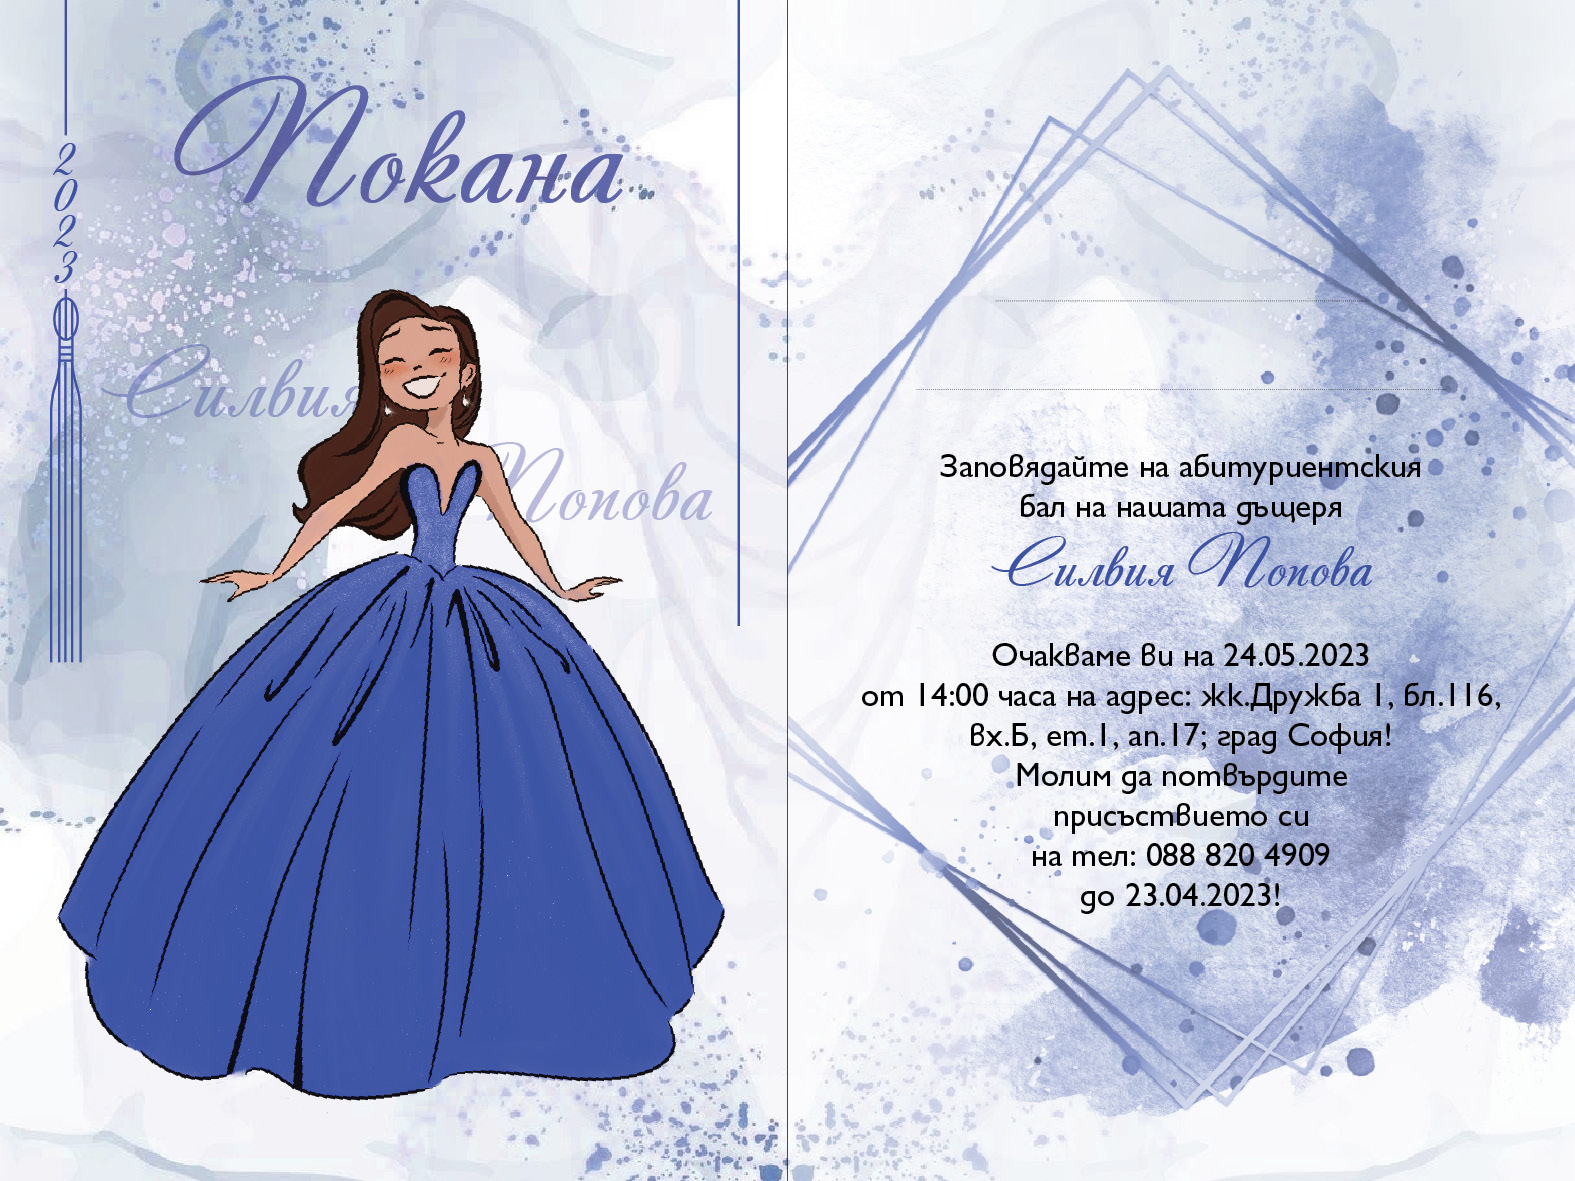 Покана
2023
Силвия
Попова
Заповядайте на абитуриентския
бал на нашата дъщеря
Силвия Попова
Очакваме ви на 24.05.2023
от 14:00 часа на адрес: жк.Дружба 1, бл.116,
вх.Б, ет.1, ап.17; град София!
Молим да потвърдите
присъствието си
на тел: 088 820 4909
до 23.04.2023!